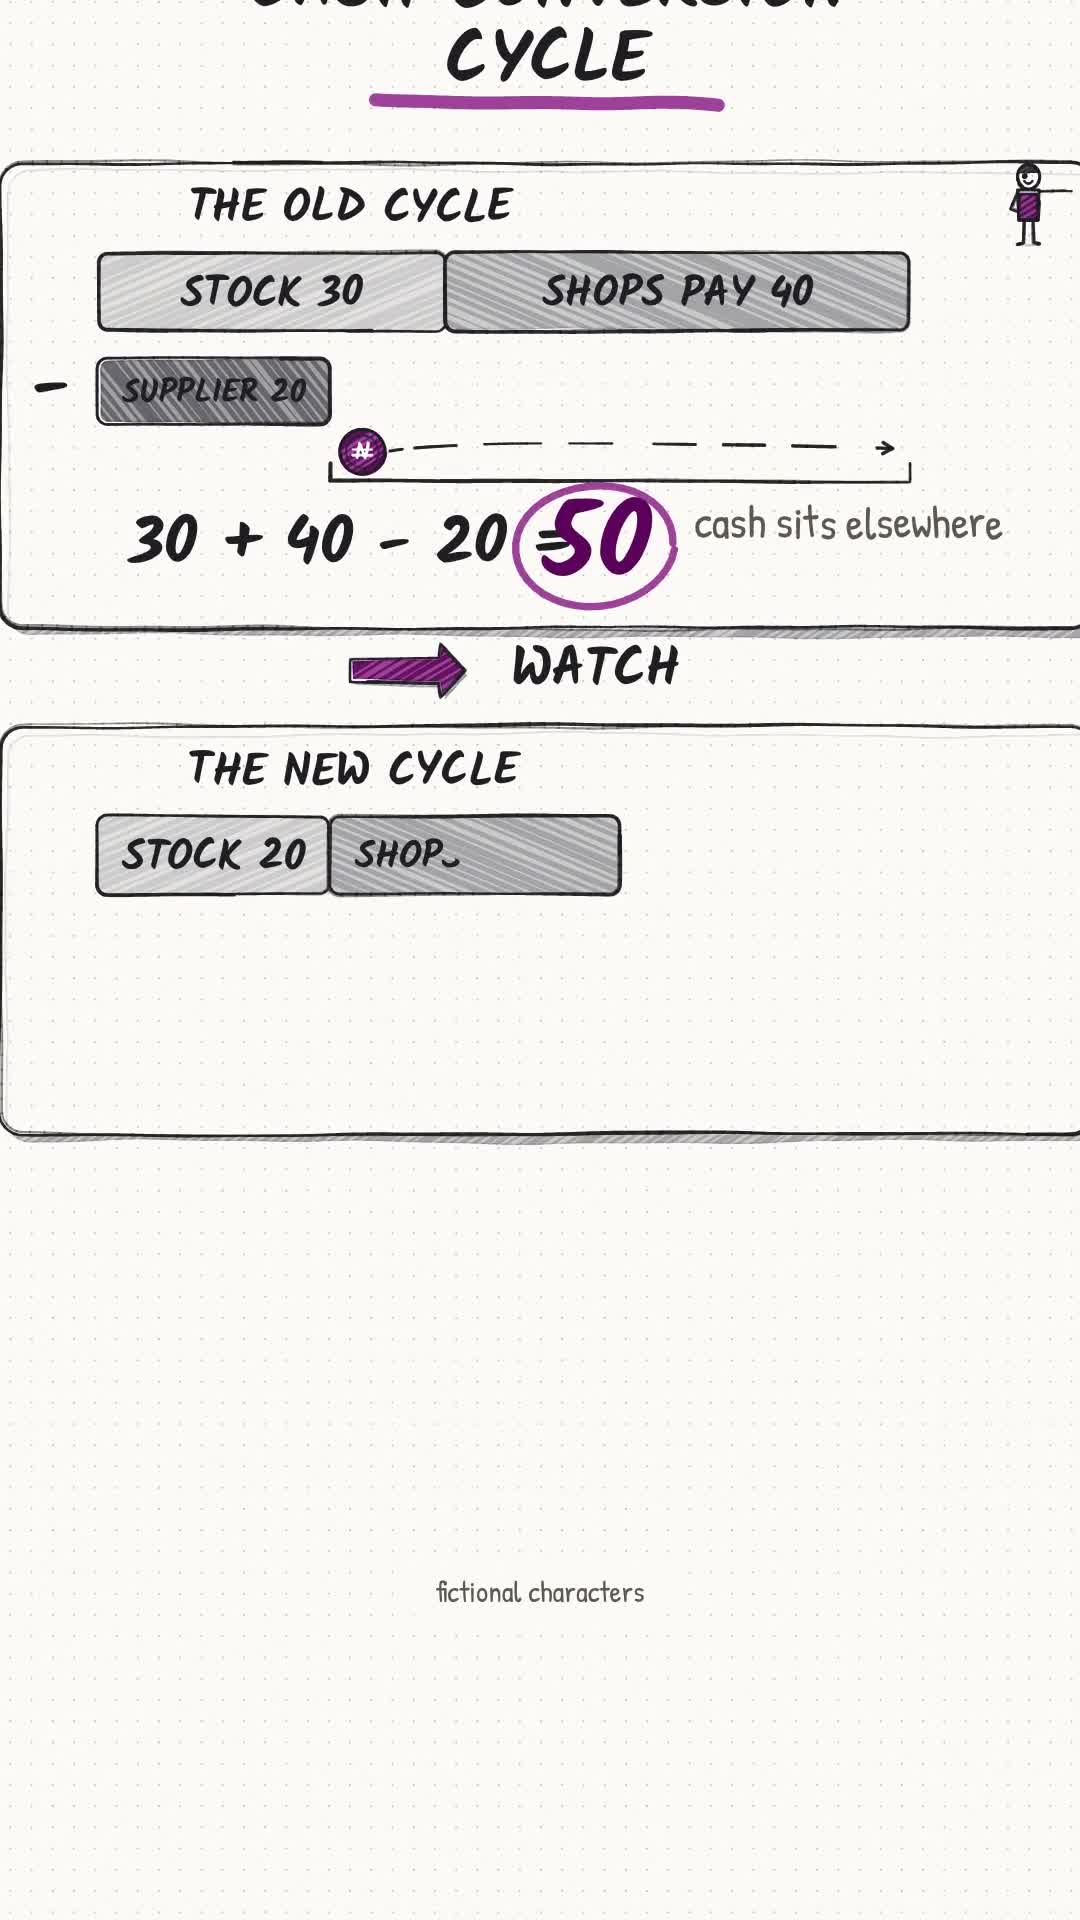 CYCLE
THE OLD CYCLE
STOCK 30 SHOPS PAY 40
- SUPPLIER 20
₦
30 + 40 - 20 = 50 cash sits elsewhere
WATCH
THE NEW CYCLE
STOCK 20 SHOP
fictional characters